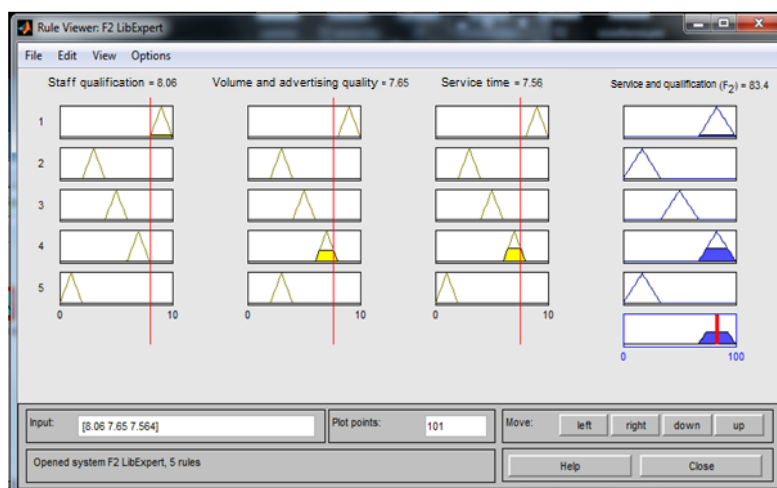 Rule Viewer: F2 LibExpert
File Edit View Options
Staff qualification = 8.06 Volume and advertising quality = 7.65 Service time = 7.56 Service and qualification (F2) = 83.4
1
2
3
4
5
0 10 0 10 0 10
0 100
Input: [8.06 7.65 7.564] Plot points: 101 Move: left right down up
Opened system F2 LibExpert, 5 rules Help Close